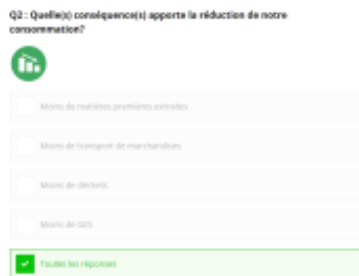 Q2 : Quelle(s) conséquence(s) apporte la réduction de notre
consommation?
Moins de matières premières extraites
Moins de transport de marchandises
Moins de déchets
Moins de GES
Toutes les réponses